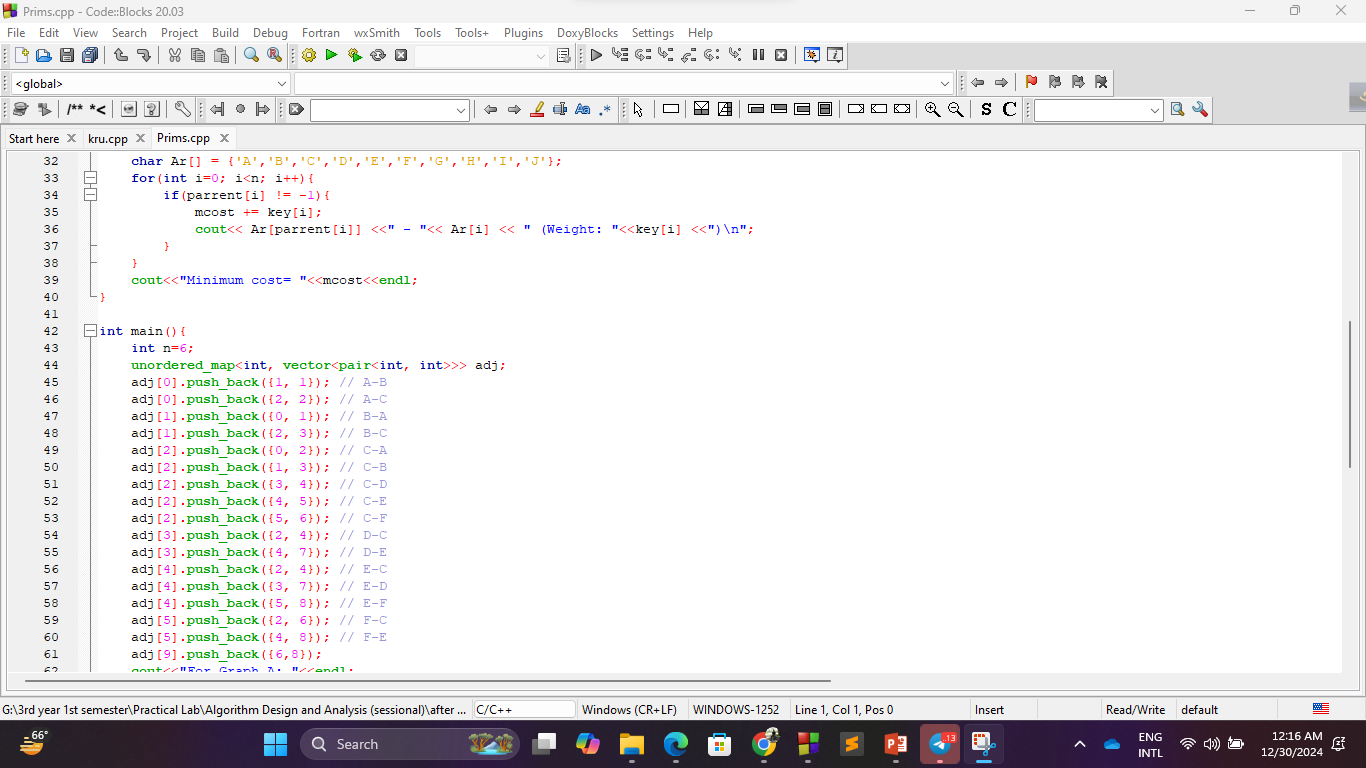 Prims.cpp - Code::Blocks 20.03
File Edit View Search Project Build Debug Fortran wxSmith Tools Tools+ Plugins DoxyBlocks Settings Help
<global>
/** *<
Aa .*
S C
Start here kru.cpp Prims.cpp
32 char Ar[] = {'A','B','C','D','E','F','G','H','I','J'};
33 for(int i=0; i<n; i++){
34 if(parrent[i] != -1){
35 mcost += key[i];
36 cout<< Ar[parrent[i]] <<" - "<< Ar[i] << " (Weight: "<<key[i] <<")\n";
37 }
38 }
39 cout<<"Minimum cost= "<<mcost<<endl;
40 }
41
42 int main(){
43 int n=6;
44 unordered_map<int, vector<pair<int, int>>> adj;
45 adj[0].push_back({1, 1}); // A-B
46 adj[0].push_back({2, 2}); // A-C
47 adj[1].push_back({0, 1}); // B-A
48 adj[1].push_back({2, 3}); // B-C
49 adj[2].push_back({0, 2}); // C-A
50 adj[2].push_back({1, 3}); // C-B
51 adj[2].push_back({3, 4}); // C-D
52 adj[2].push_back({4, 5}); // C-E
53 adj[2].push_back({5, 6}); // C-F
54 adj[3].push_back({2, 4}); // D-C
55 adj[3].push_back({4, 7}); // D-E
56 adj[4].push_back({2, 4}); // E-C
57 adj[4].push_back({3, 7}); // E-D
58 adj[4].push_back({5, 8}); // E-F
59 adj[5].push_back({2, 6}); // F-C
60 adj[5].push_back({4, 8}); // F-E
61 adj[9].push_back({6,8});
62 cout<<"For Graph A: "<<endl;
G:\3rd year 1st semester\Practical Lab\Algorithm Design and Analysis (sessional)\after ... C/C++ Windows (CR+LF) WINDOWS-1252 Line 1, Col 1, Pos 0 Insert Read/Write default
66° Search 13 ENG 12:16 AM
INTL 12/30/2024